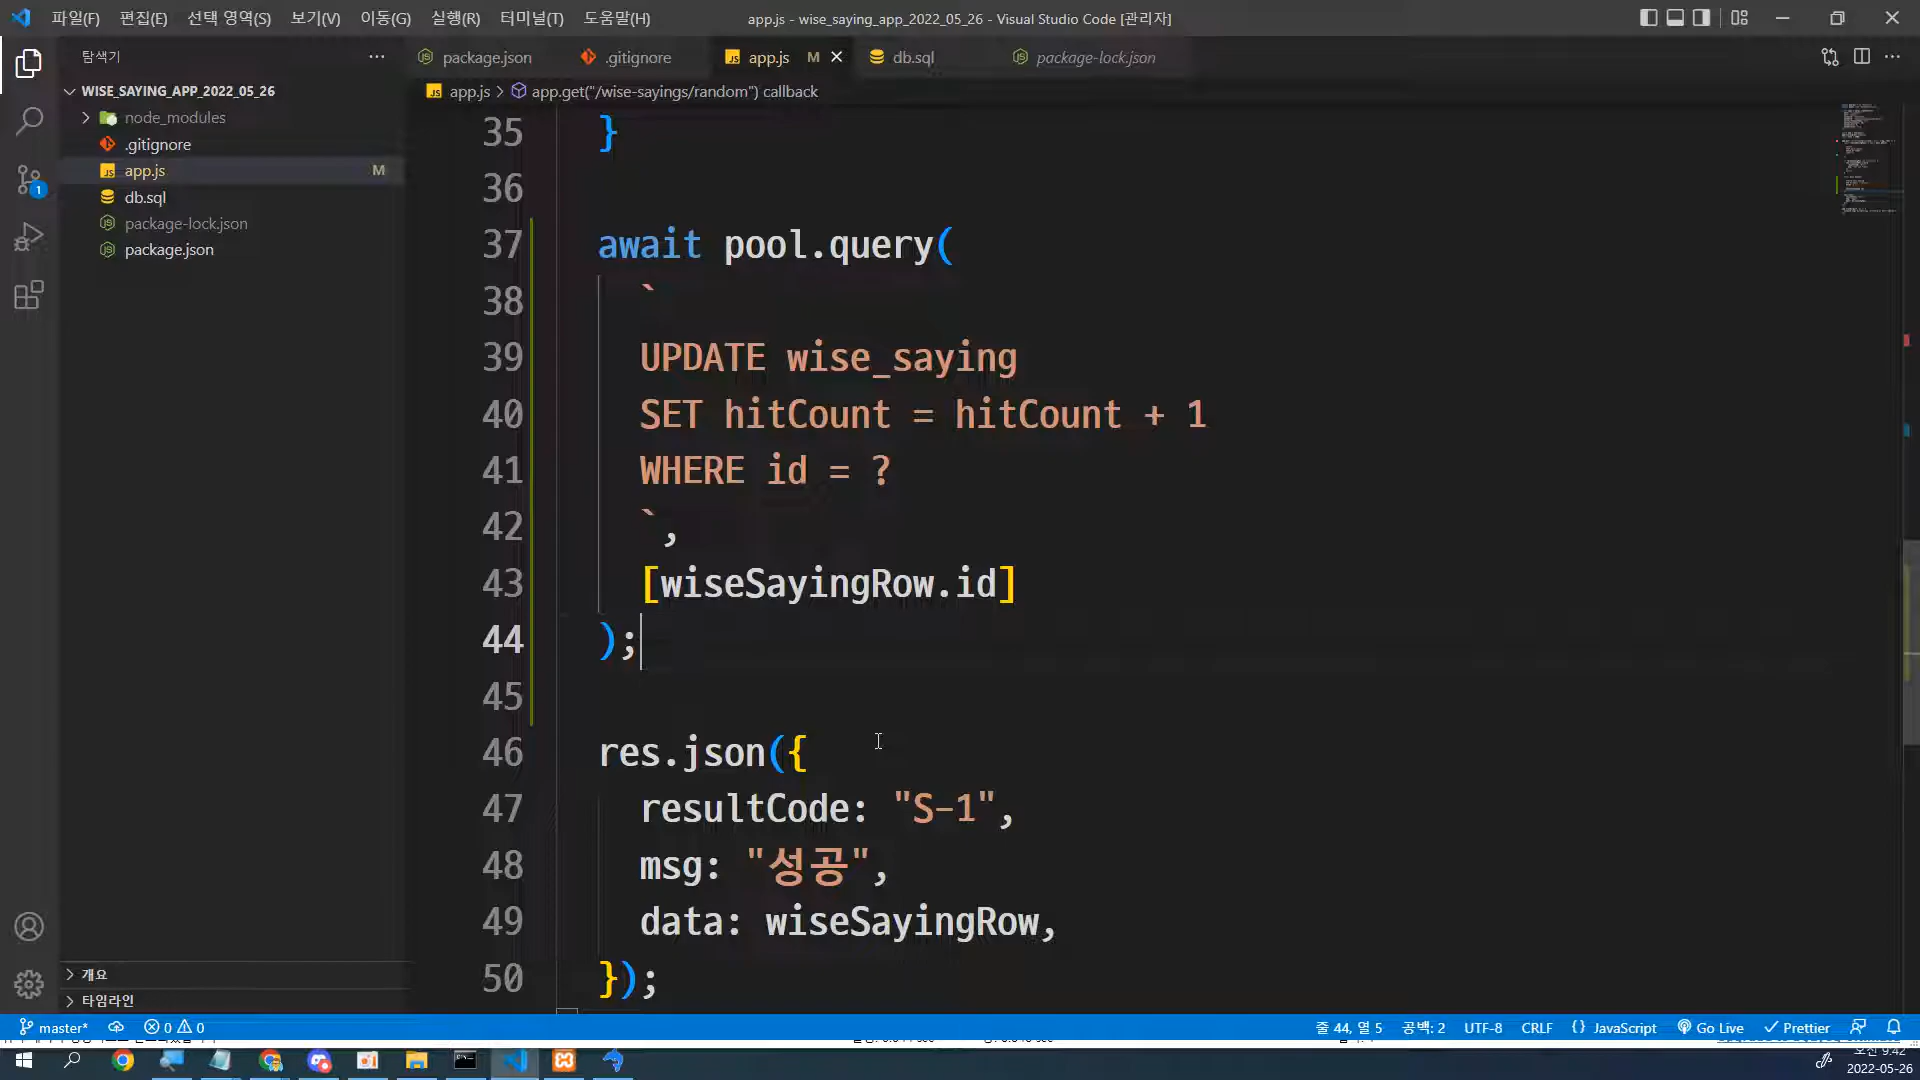 파일(F) 편집(E) 선택 영역(S) 보기(V) 이동(G) 실행(R) 터미널(T) 도움말(H)
app.js - wise_saying_app_2022_05_26 - Visual Studio Code [관리자]
탐색기
package.json
.gitignore
app.js M
db.sql
package-lock.json
WISE_SAYING_APP_2022_05_26
app.js > app.get("/wise-sayings/random") callback
node_modules
.gitignore
app.js M
db.sql
package-lock.json
package.json
1
35 }
36
37 await pool.query(
38 `
39 UPDATE wise_saying
40 SET hitCount = hitCount + 1
41 WHERE id = ?
42 `,
43 [wiseSayingRow.id]
44 );
45
46 res.json({
47 resultCode: "S-1",
48 msg: "성공",
49 data: wiseSayingRow,
50 });
개요
타임라인
master* 0 0 줄 44, 열 5 공백: 2 UTF-8 CRLF {} JavaScript Go Live Prettier
오전 9:42
2022-05-26